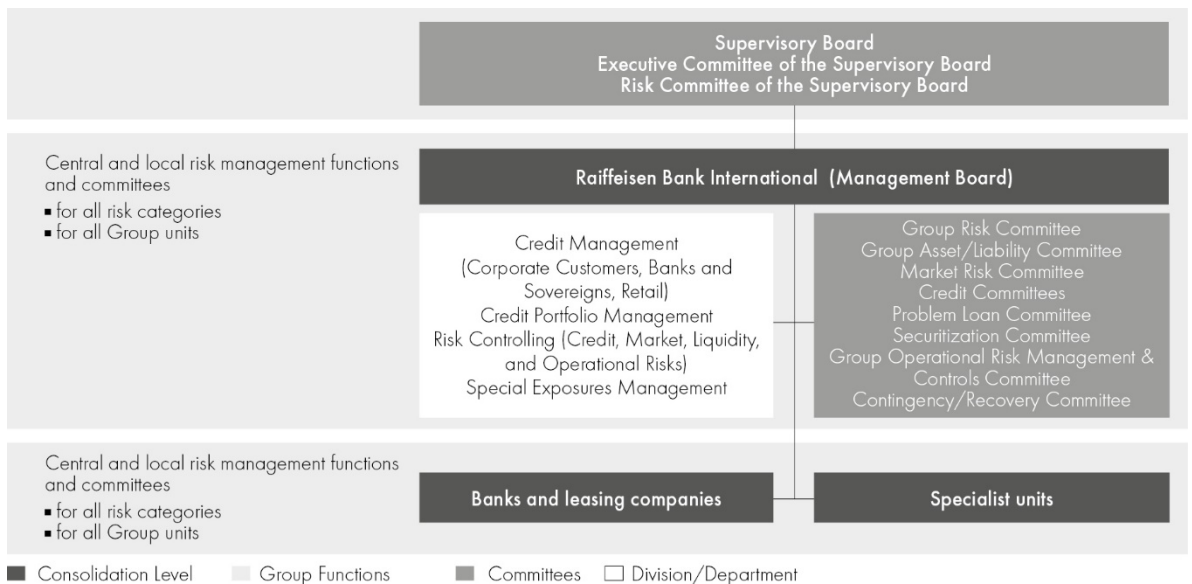 Supervisory Board
Executive Committee of the Supervisory Board
Risk Committee of the Supervisory Board
Central and local risk management functions
and committees
▪ for all risk categories
▪ for all Group units
Raiffeisen Bank International (Management Board)
Credit Management
(Corporate Customers, Banks and
Sovereigns, Retail)
Credit Portfolio Management
Risk Controlling (Credit, Market, Liquidity,
and Operational Risks)
Special Exposures Management
Group Risk Committee
Group Asset/Liability Committee
Market Risk Committee
Credit Committees
Problem Loan Committee
Securitization Committee
Group Operational Risk Management &
Controls Committee
Contingency/Recovery Committee
Central and local risk management functions
and committees
▪ for all risk categories
▪ for all Group units
Banks and leasing companies
Specialist units
Consolidation Level
Group Functions
Committees
Division/Department